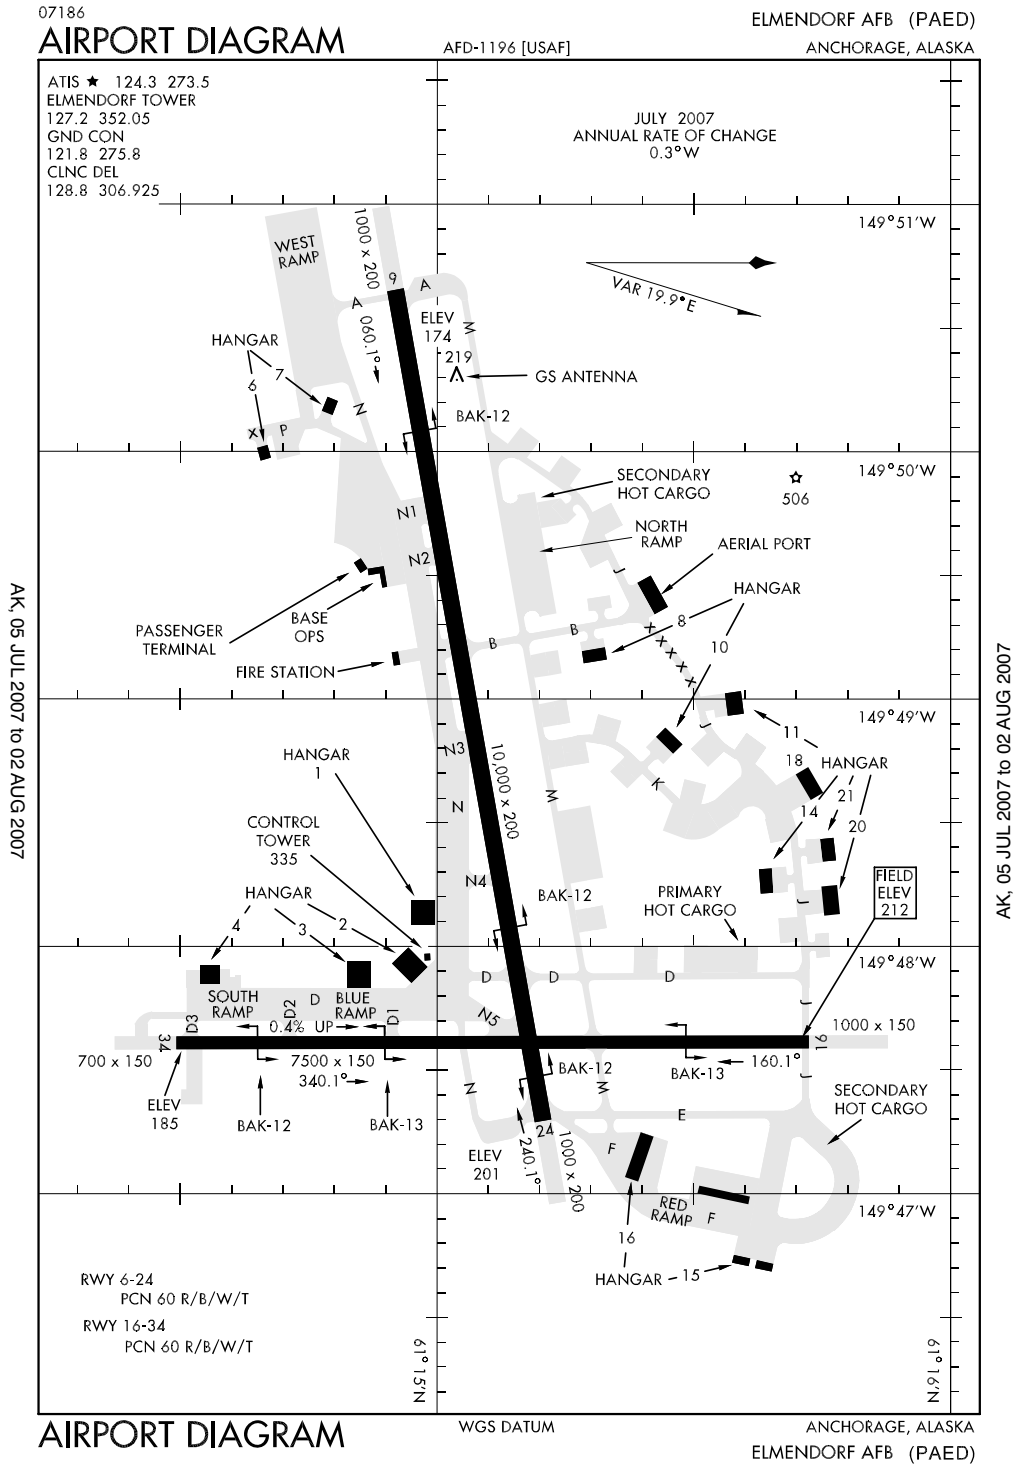 07186
AIRPORT DIAGRAM
AFD-1196 [USAF]
ELMENDORF AFB (PAED)
ANCHORAGE, ALASKA
ATIS ★ 124.3 273.5
ELMENDORF TOWER
127.2 352.05
GND CON
121.8 275.8
CLNC DEL
128.8 306.925
JULY 2007
ANNUAL RATE OF CHANGE
0.3°W
149°51'W
VAR 19.9°E
WEST
RAMP
1000 x 200
9
A
A
060.1°
ELEV
174
M
219
GS ANTENNA
HANGAR
7
6
N
X
P
BAK-12
149°50'W
SECONDARY
HOT CARGO
506
NORTH
RAMP
AERIAL PORT
N1
N2
J
HANGAR
8
10
PASSENGER
TERMINAL
BASE
OPS
FIRE STATION
B
B
X
X
X
X
X
149°49'W
J
11
HANGAR
1
N3
10,000 x 200
18
HANGAR
K
M
N
14
21
20
CONTROL
TOWER
335
N4
BAK-12
PRIMARY
HOT CARGO
FIELD
ELEV
212
J
HANGAR
4
3
2
149°48'W
D
D
D
SOUTH
RAMP
D2
D
BLUE
RAMP
D1
D3
N5
J
0.4% UP
1000 x 150
34
16
700 x 150
7500 x 150
340.1°
BAK-12
BAK-13
160.1°
J
ELEV
185
BAK-12
BAK-13
N
M
E
SECONDARY
HOT CARGO
24
ELEV
201
240.1°
1000 x 200
F
RED
RAMP
F
149°47'W
16
HANGAR
15
RWY 6-24
PCN 60 R/B/W/T
RWY 16-34
PCN 60 R/B/W/T
61°15'N
61°16'N
AK, 05 JUL 2007 to 02 AUG 2007
AK, 05 JUL 2007 to 02 AUG 2007
AIRPORT DIAGRAM
WGS DATUM
ANCHORAGE, ALASKA
ELMENDORF AFB (PAED)